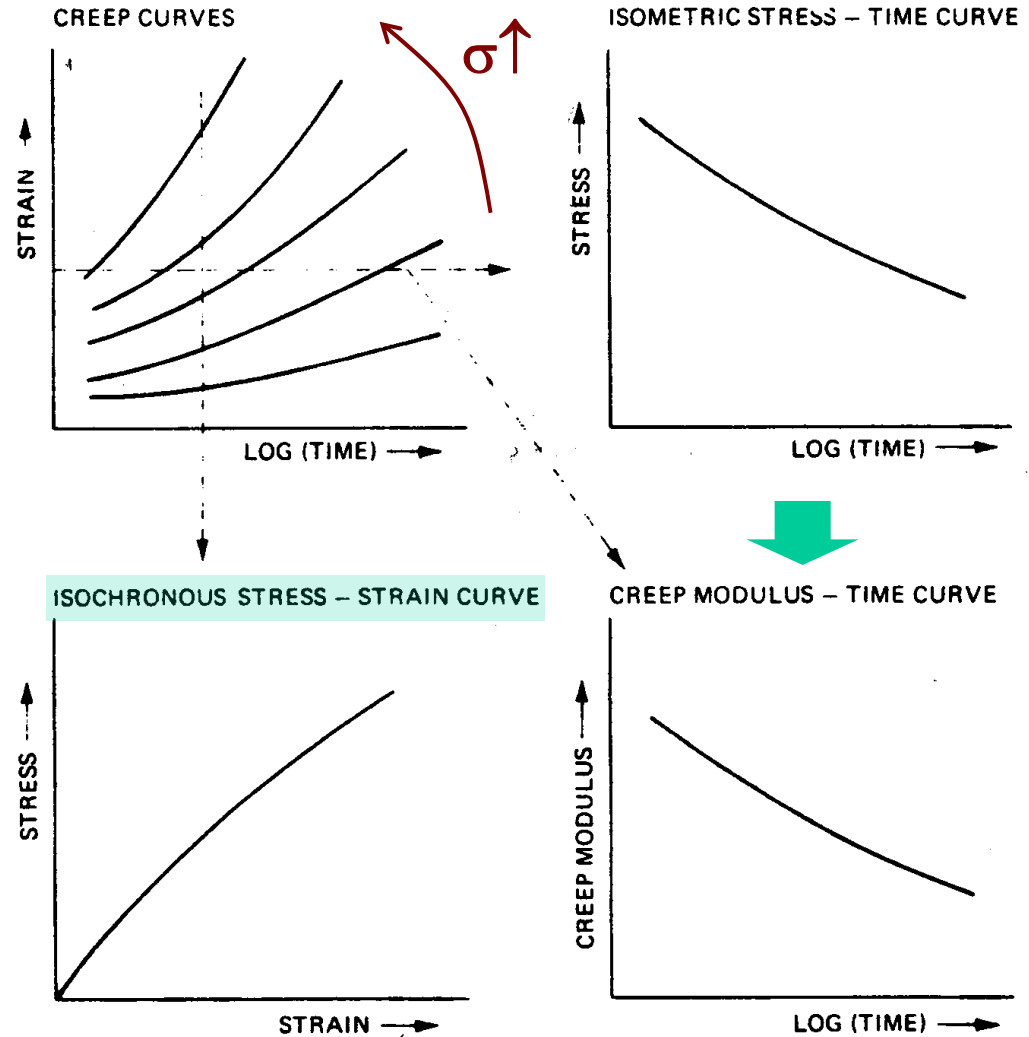 CREEP CURVES
σ↑
STRAIN
LOG (TIME)
ISOMETRIC STRESS – TIME CURVE
STRESS
LOG (TIME)
ISOCHRONOUS STRESS – STRAIN CURVE
STRESS
STRAIN
CREEP MODULUS – TIME CURVE
CREEP MODULUS
LOG (TIME)